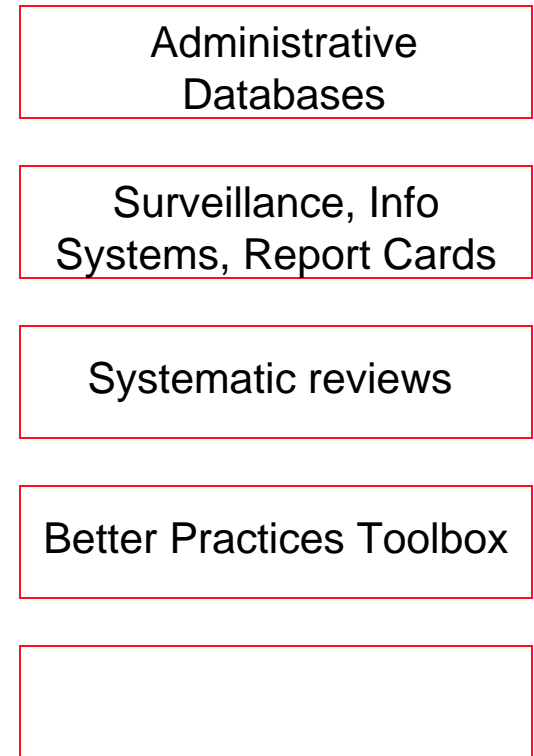 Administrative
Databases
Surveillance, Info
Systems, Report Cards
Systematic reviews
Better Practices Toolbox